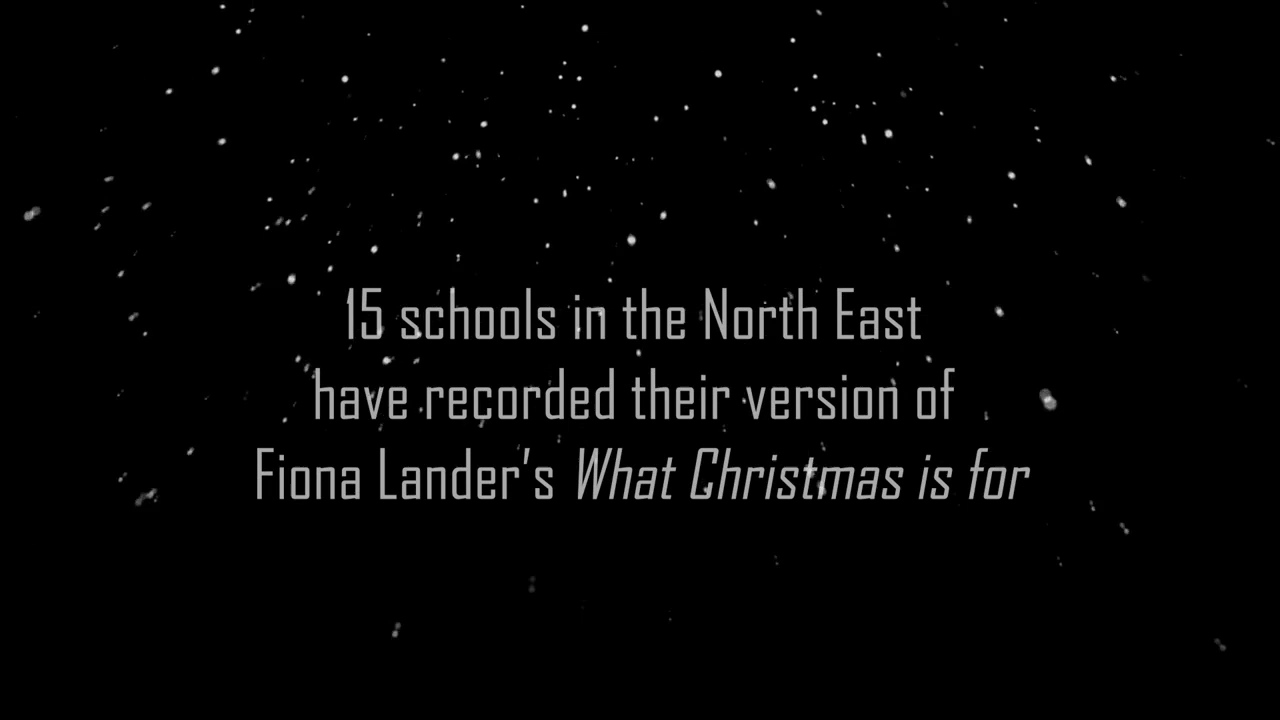 15 schools in the North East
have recorded their version of
Fiona Lander's What Christmas is for